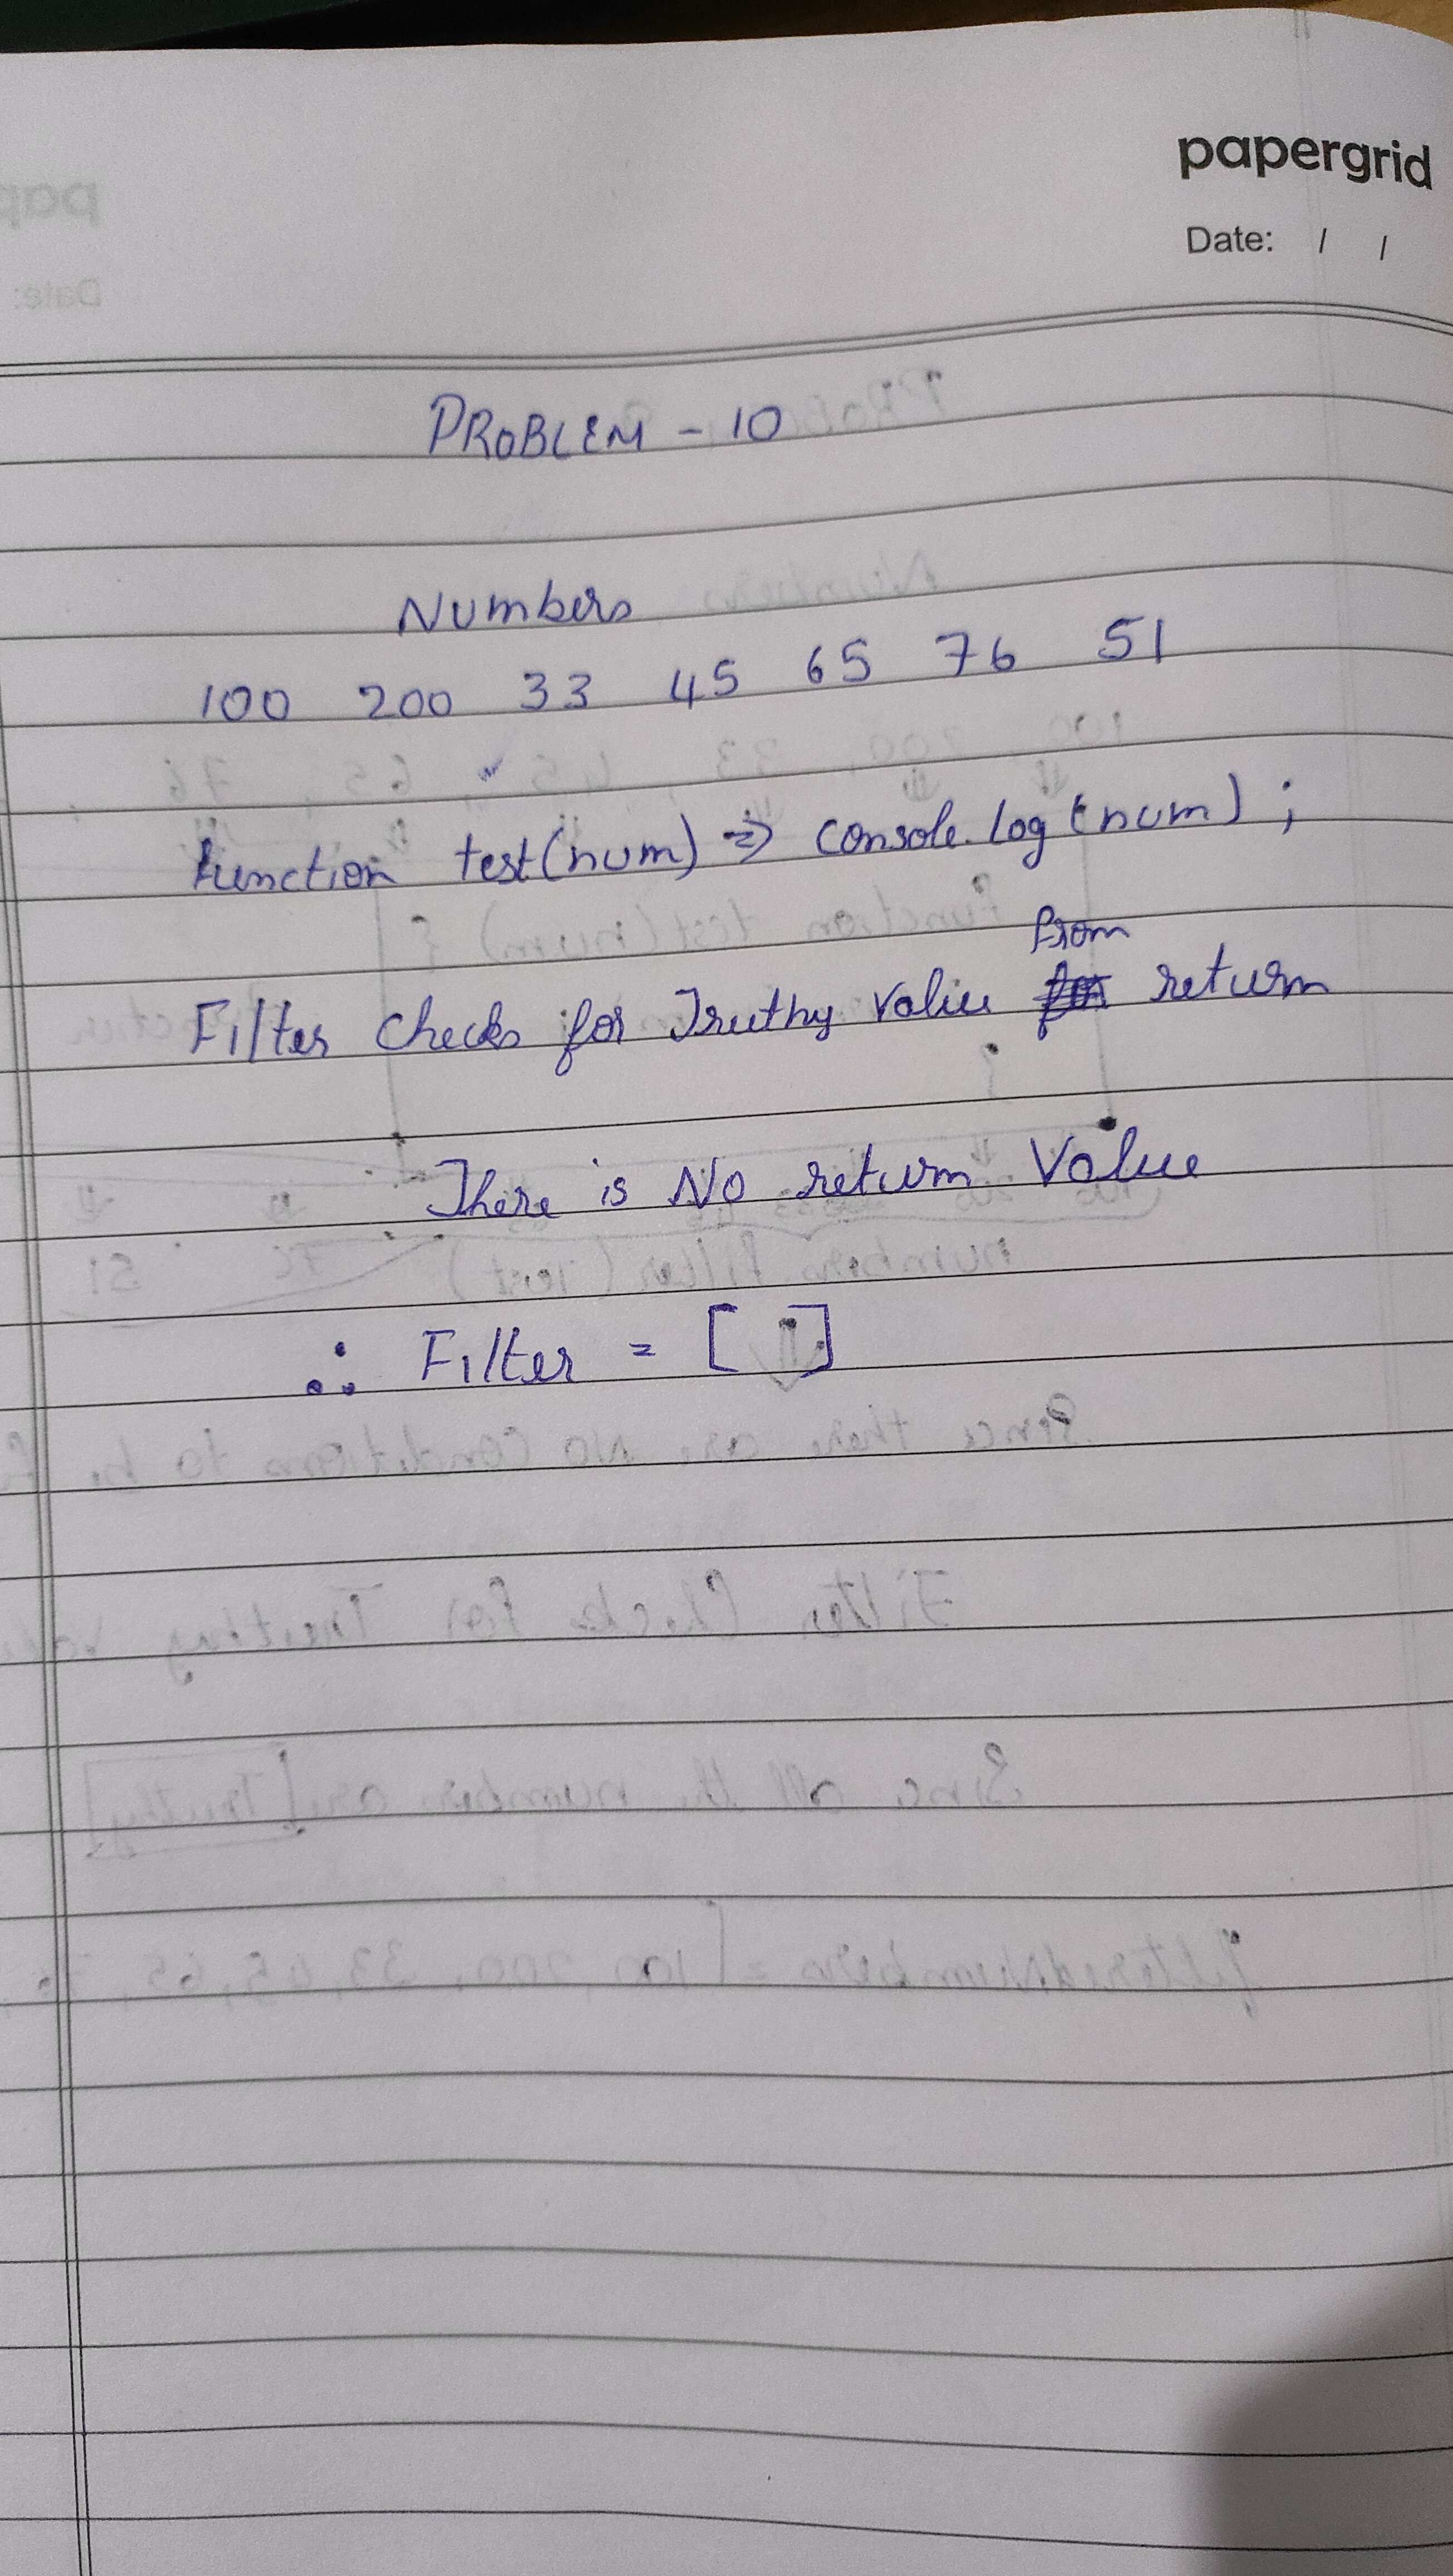 papergrid
Date: / /
PROBLEM - 10
Numbers
100 200 33 45 65 76 51
function test(num) => console.log(num);
from
Filter checks for Truthy Value return
There is No return Value
∴ Filter = [ ]